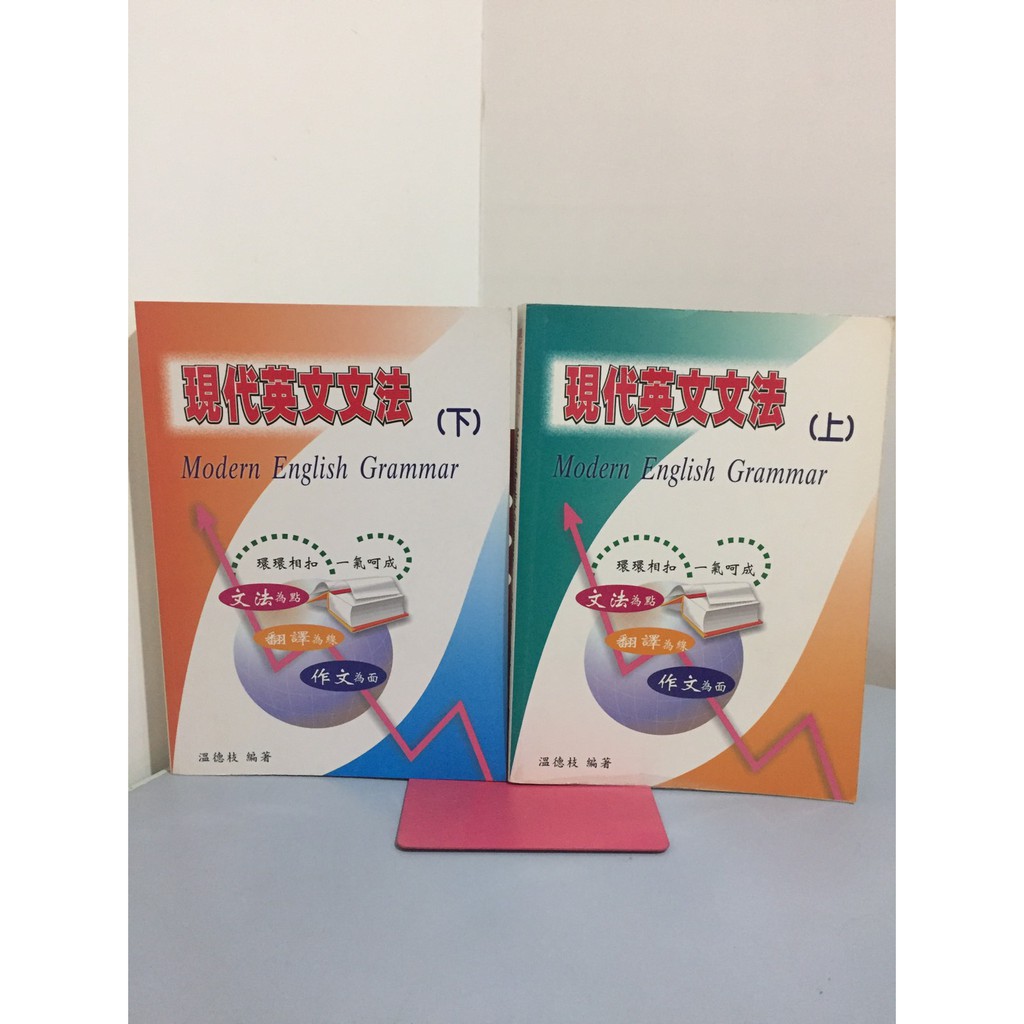 現代英文文法
(下)
Modern English Grammar
環環相扣 一氣呵成
文法為點
翻譯為線
作文為面
溫德枝 編著
現代英文文法
(上)
Modern English Grammar
環環相扣 一氣呵成
文法為點
翻譯為線
作文為面
溫德枝 編著